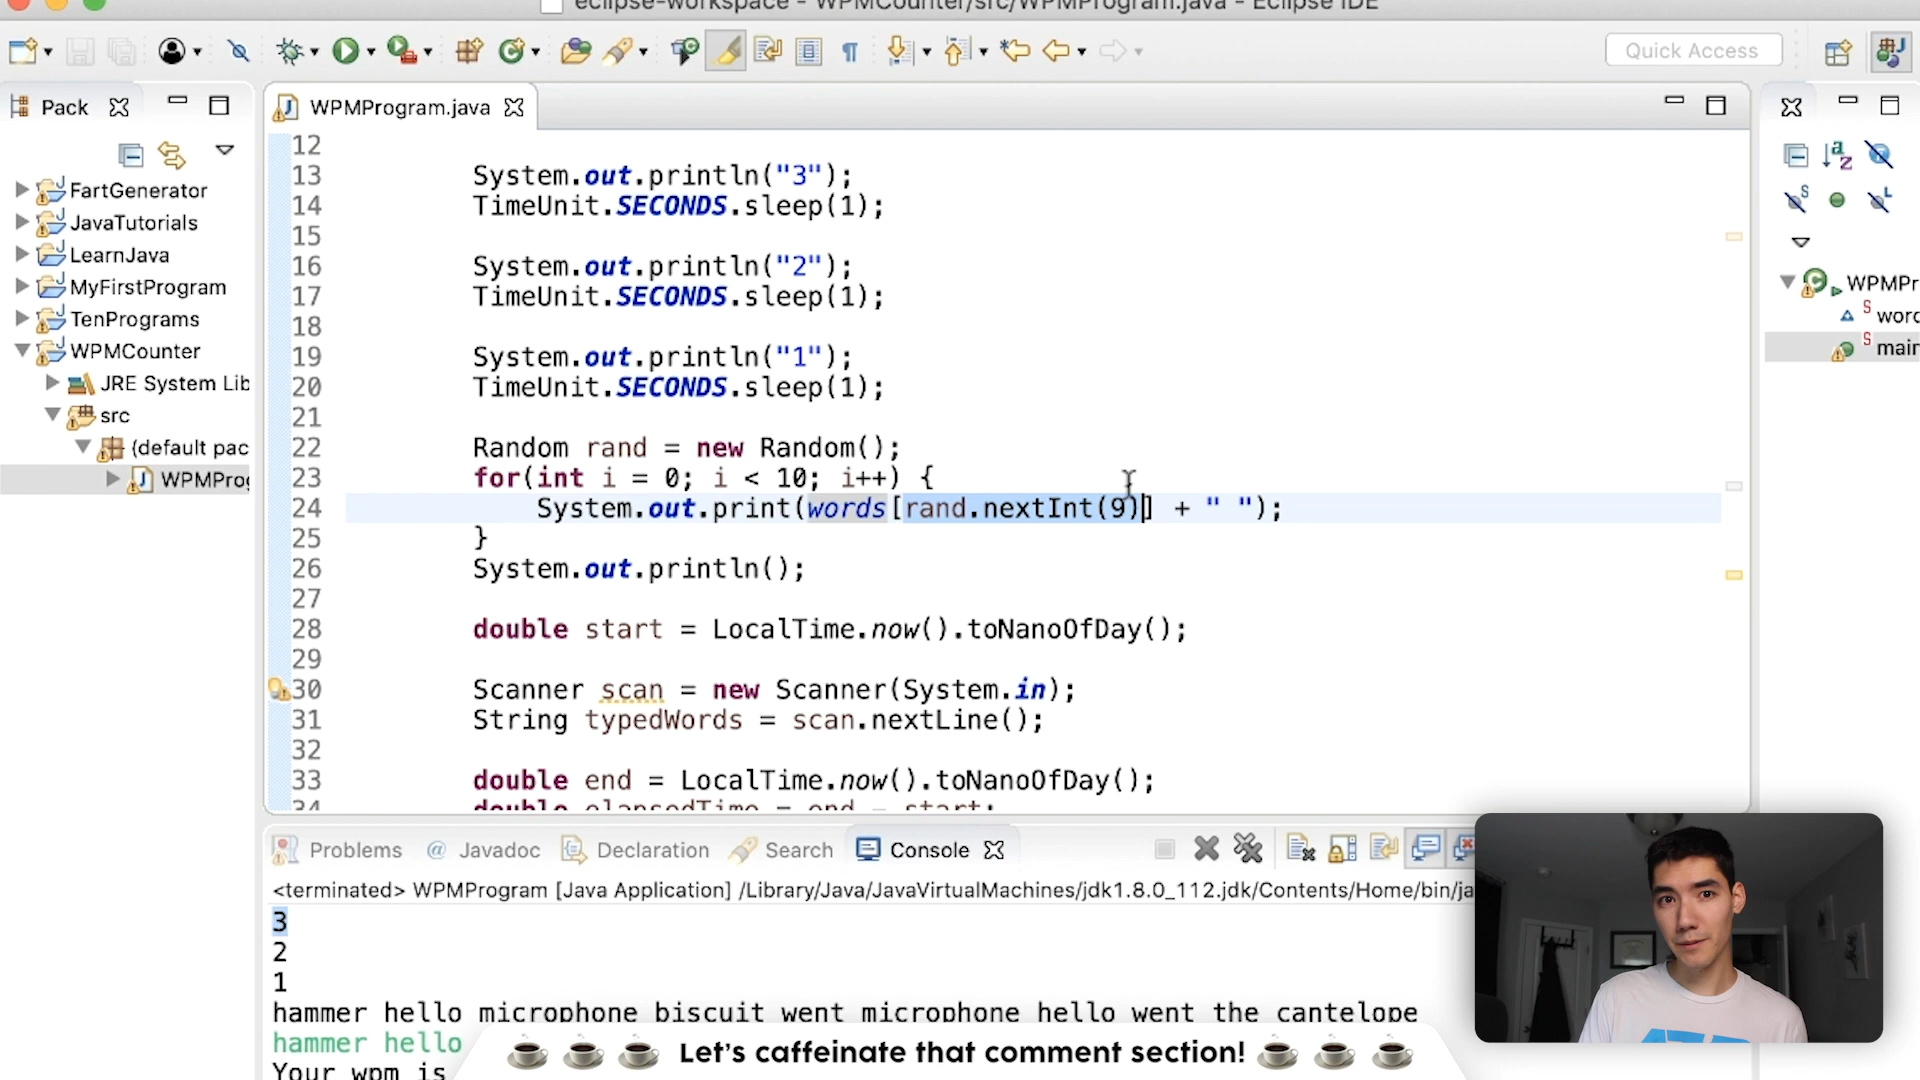 eclipse-workspace - WPMCounter/src/WPMProgram.java - Eclipse IDE
Quick Access
Pack
WPMProgram.java
FartGenerator
JavaTutorials
LearnJava
MyFirstProgram
TenPrograms
WPMCounter
JRE System Lib
src
(default pac
WPMProg
12
13 System.out.println("3");
14 TimeUnit.SECONDS.sleep(1);
15
16 System.out.println("2");
17 TimeUnit.SECONDS.sleep(1);
18
19 System.out.println("1");
20 TimeUnit.SECONDS.sleep(1);
21
22 Random rand = new Random();
23 for(int i = 0; i < 10; i++) {
24 System.out.print(words[rand.nextInt(9)] + " ");
25 }
26 System.out.println();
27
28 double start = LocalTime.now().toNanoOfDay();
29
30 Scanner scan = new Scanner(System.in);
31 String typedWords = scan.nextLine();
32
33 double end = LocalTime.now().toNanoOfDay();
34 double elapsedTime = end - start;
WPMPr
word
main
Problems @ Javadoc Declaration Search Console
<terminated> WPMProgram [Java Application] /Library/Java/JavaVirtualMachines/jdk1.8.0_112.jdk/Contents/Home/bin/ja
3
2
1
hammer hello microphone biscuit went microphone hello went the cantelope
hammer hello
Your wpm is
Let's caffeinate that comment section!